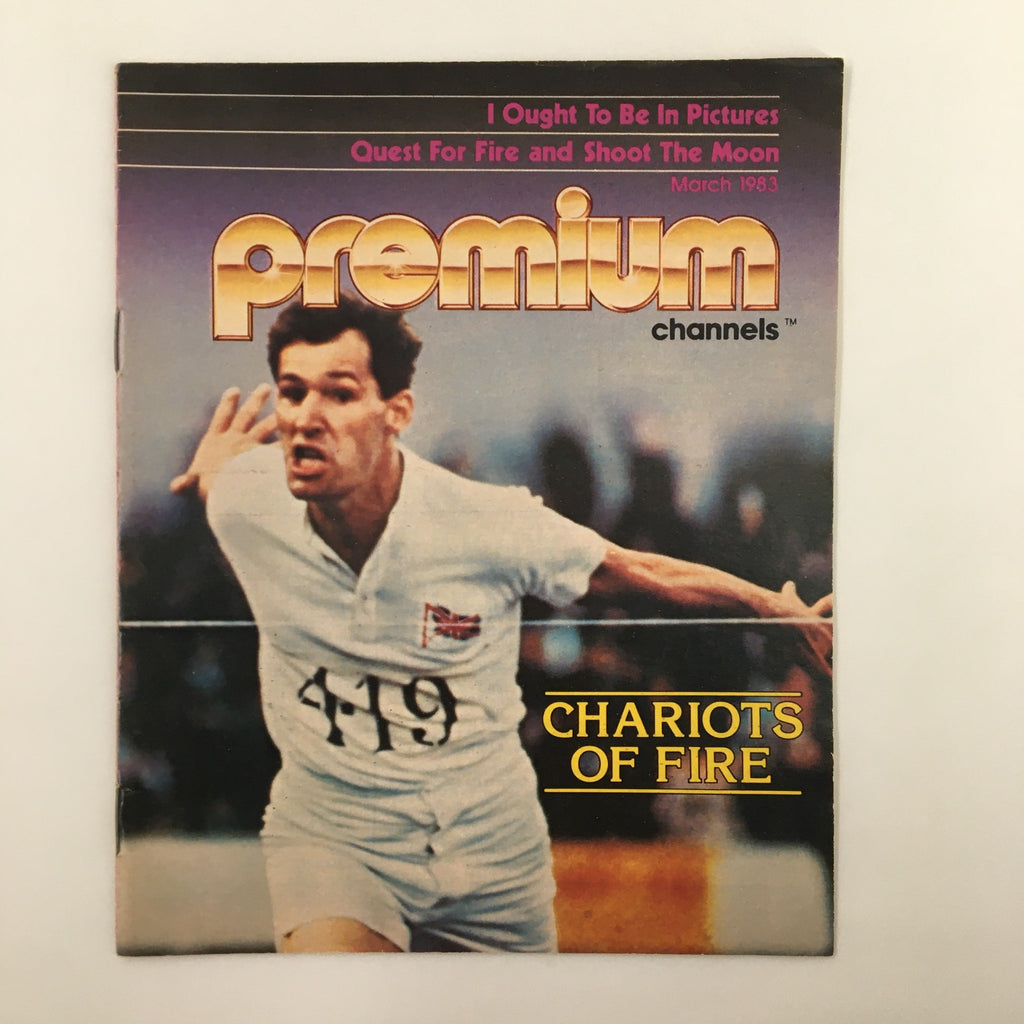 I Ought To Be In Pictures
Quest For Fire and Shoot The Moon
March 1983
premium
channels™
419
CHARIOTS
OF FIRE